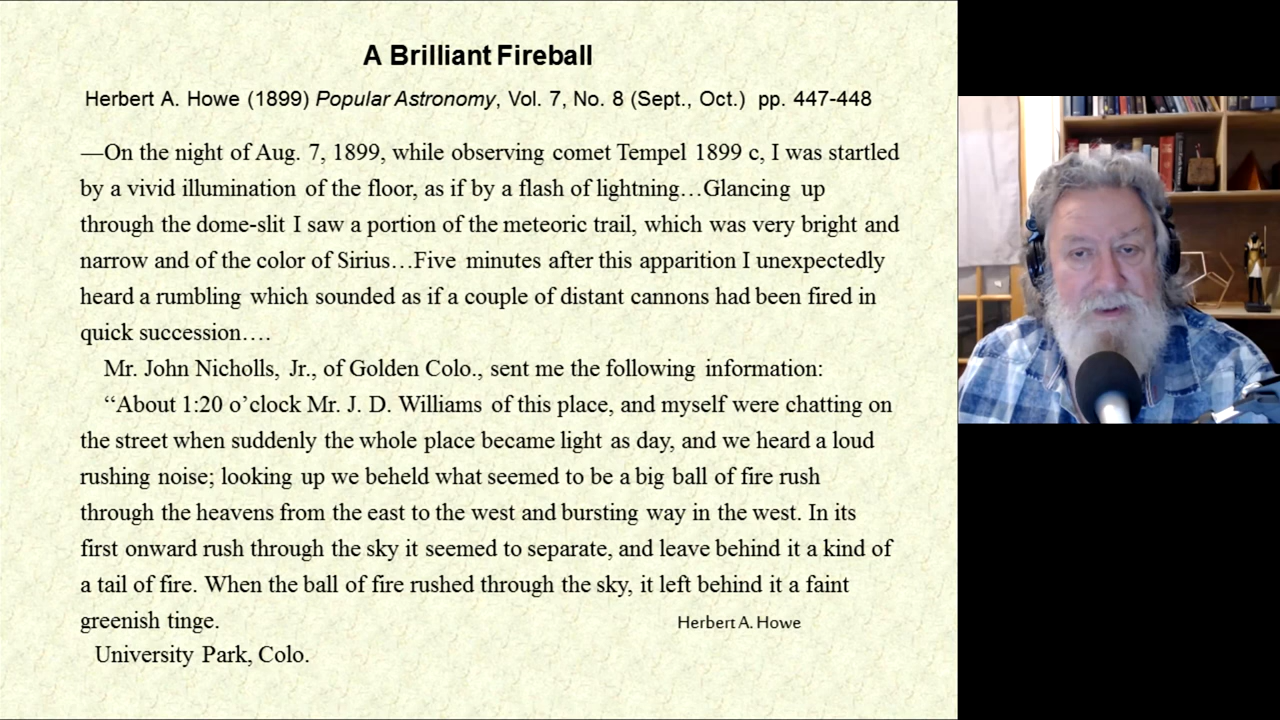 A Brilliant Fireball
Herbert A. Howe (1899) Popular Astronomy, Vol. 7, No. 8 (Sept., Oct.) pp. 447-448
—On the night of Aug. 7, 1899, while observing comet Tempel 1899 c, I was startled
by a vivid illumination of the floor, as if by a flash of lightning…Glancing up
through the dome-slit I saw a portion of the meteoric trail, which was very bright and
narrow and of the color of Sirius…Five minutes after this apparition I unexpectedly
heard a rumbling which sounded as if a couple of distant cannons had been fired in
quick succession….
Mr. John Nicholls, Jr., of Golden Colo., sent me the following information:
“About 1:20 o’clock Mr. J. D. Williams of this place, and myself were chatting on
the street when suddenly the whole place became light as day, and we heard a loud
rushing noise; looking up we beheld what seemed to be a big ball of fire rush
through the heavens from the east to the west and bursting way in the west. In its
first onward rush through the sky it seemed to separate, and leave behind it a kind of
a tail of fire. When the ball of fire rushed through the sky, it left behind it a faint
greenish tinge.
Herbert A. Howe
University Park, Colo.